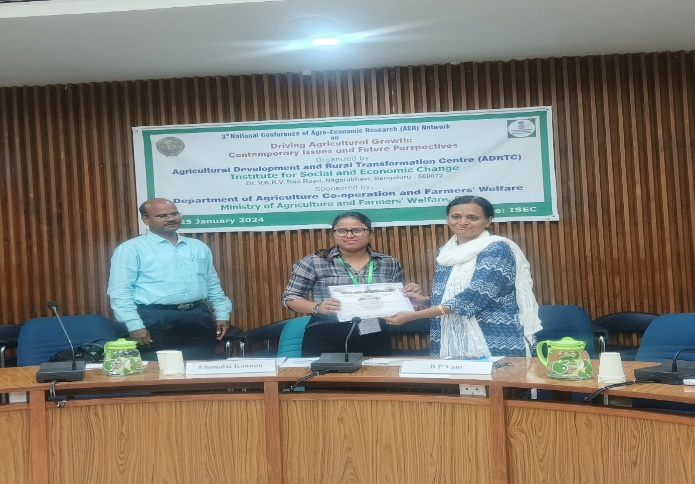 3rd National Conference of Agro-Economic Research (AER) Network
on
Driving Agricultural Growth:
Contemporary Issues and Future Perspectives
Organized by
Agricultural Development and Rural Transformation Centre (ADRTC)
Institute for Social and Economic Change
Dr. V.K.R.V. Rao Road, Nagarabhavi, Bengaluru - 560072
Sponsored by:
Department of Agriculture Co-operation and Farmers' Welfare
Ministry of Agriculture and Farmers' Welfare
25 January 2024
e: ISEC
Elumalai Kannan
B P Vani